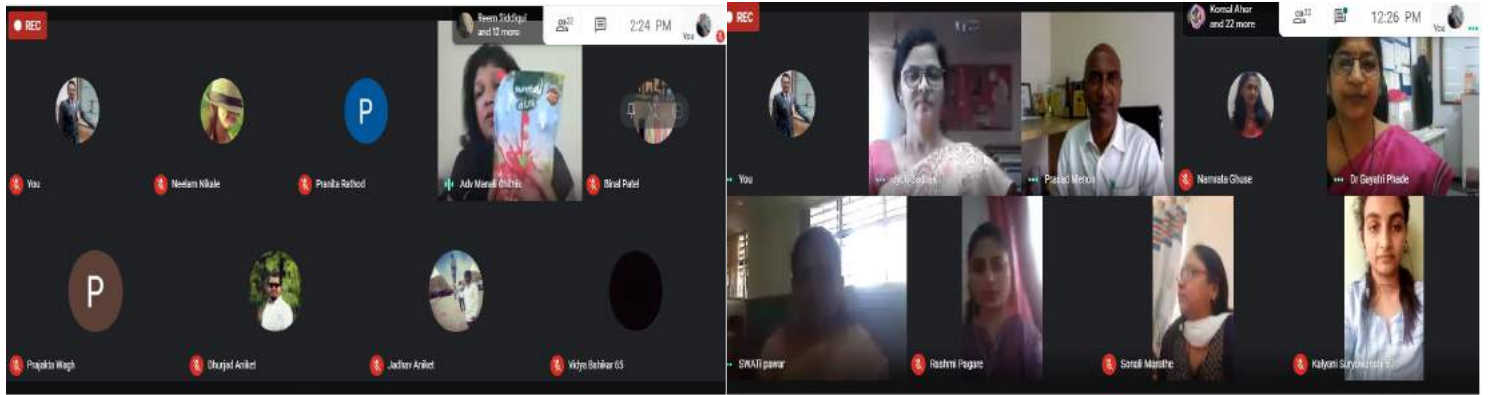 REC
Reem Siddiqui
and 12 more
22
2:24 PM
You
You
Neelam Nikale
P
Pranita Rathod
Adv Manali
Binal Patel
P
Prajakta Wagh
Dhurjad Aniket
Jadhav Aniket
Vidya Bahikar 65
REC
Komal Aher
and 22 more
32
12:26 PM
You
You
Prasad Menon
Namrata Ghuse
Dr Gayatri Phade
SWATi pawar
Rashmi Pagare
Sonali Marathe
Kalyani